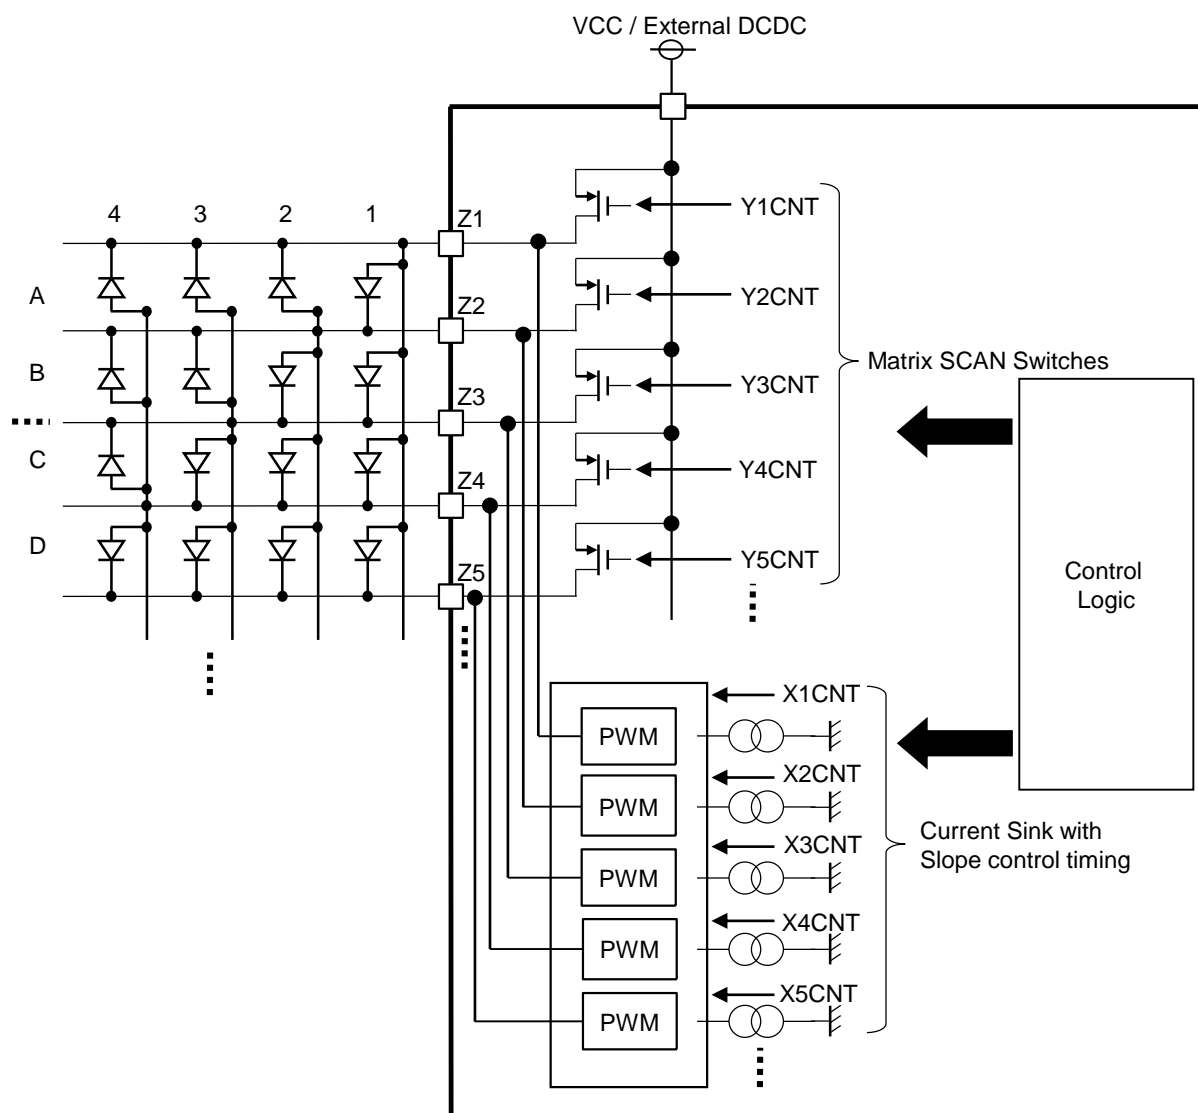 VCC / External DCDC
4 3 2 1
Z1
Y1CNT
A
Z2
Y2CNT
B
Z3
Y3CNT
Matrix SCAN Switches
C
Z4
Y4CNT
D
Z5
Y5CNT
Control
Logic
X1CNT
PWM
X2CNT
PWM
X3CNT
Current Sink with
Slope control timing
PWM
X4CNT
PWM
X5CNT
PWM